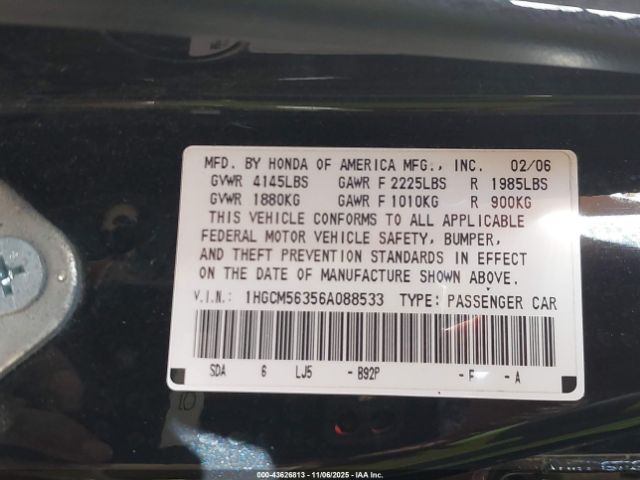 MFD. BY HONDA OF AMERICA MFG., INC. 02/06
GVWR 4145LBS GAWR F 2225LBS R 1985LBS
GVWR 1880KG GAWR F 1010KG R 900KG
THIS VEHICLE CONFORMS TO ALL APPLICABLE
FEDERAL MOTOR VEHICLE SAFETY, BUMPER,
AND THEFT PREVENTION STANDARDS IN EFFECT
ON THE DATE OF MANUFACTURE SHOWN ABOVE.
V.I.N.: 1HGCM56356A088533 TYPE: PASSENGER CAR
SDA 6 LJ5 -B92P -F -A
10
000-43626813 - 11/06/2025 - IAA Inc.